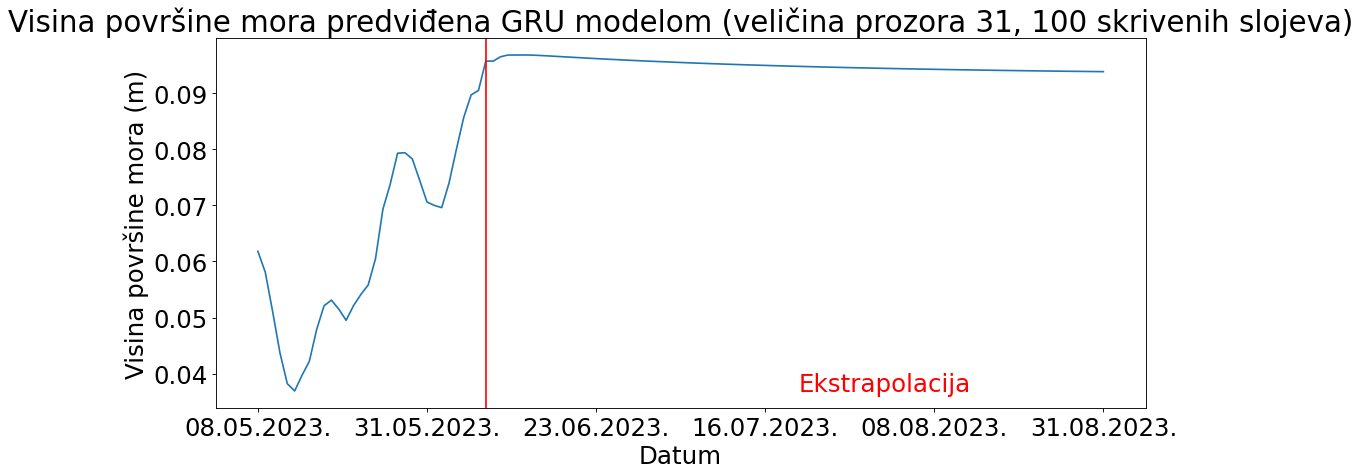 Visina površine mora predviđena GRU modelom (veličina prozora 31, 100 skrivenih slojeva)
Visina površine mora (m)
0.09
0.08
0.07
0.06
0.05
0.04
Ekstrapolacija
08.05.2023. 31.05.2023. 23.06.2023. 16.07.2023. 08.08.2023. 31.08.2023.
Datum